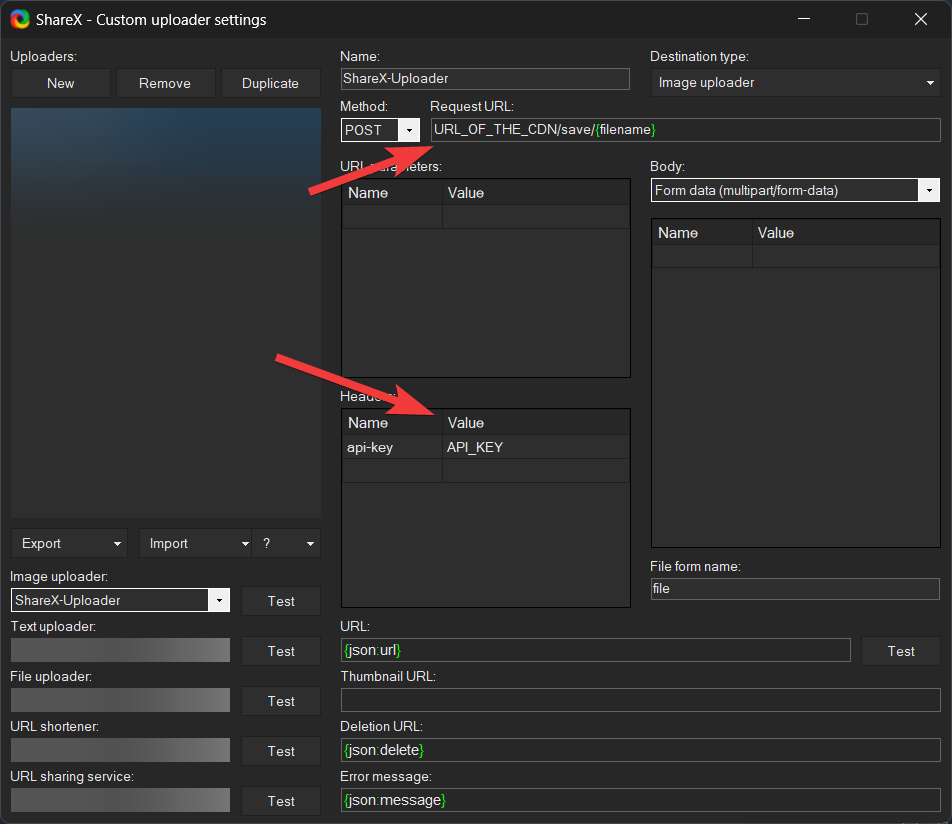 ShareX - Custom uploader settings
Uploaders:
New
Remove
Duplicate
Export
Import
?
Image uploader:
ShareX-Uploader
Test
Text uploader:
Test
File uploader:
Test
URL shortener:
Test
URL sharing service:
Test
Name:
ShareX-Uploader
Destination type:
Image uploader
Method:
POST
Request URL:
URL_OF_THE_CDN/save/{filename}
URL parameters:
Name
Value
Headers:
Name
Value
api-key
API_KEY
Body:
Form data (multipart/form-data)
Name
Value
File form name:
file
URL:
{json:url}
Test
Thumbnail URL:
Deletion URL:
{json:delete}
Error message:
{json:message}